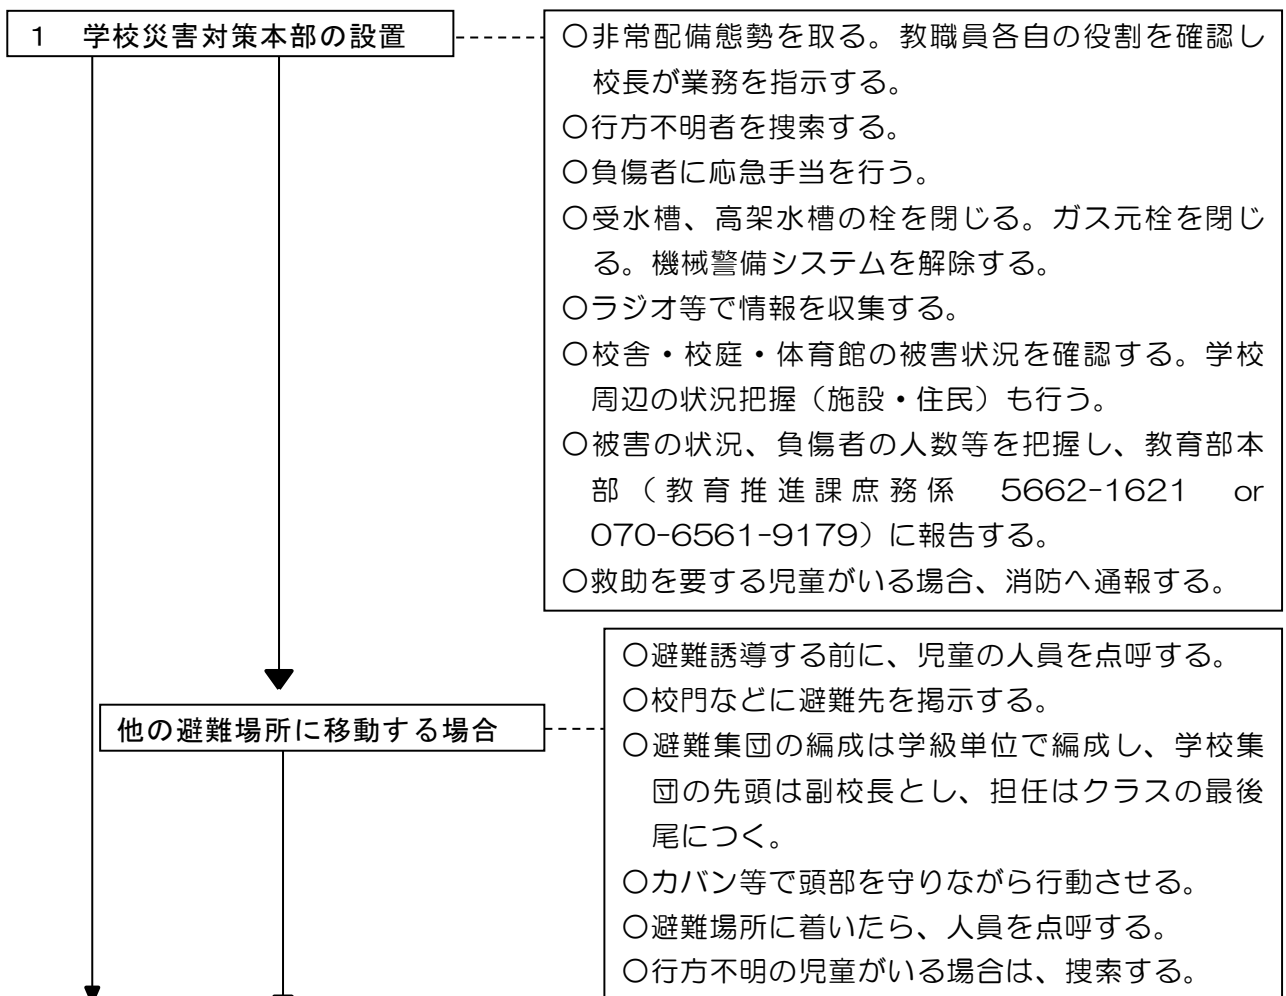 １　学校災害対策本部の設置
〇非常配備態勢を取る。教職員各自の役割を確認し
校長が業務を指示する。
〇行方不明者を捜索する。
〇負傷者に応急手当を行う。
〇受水槽、高架水槽の栓を閉じる。ガス元栓を閉じ
る。機械警備システムを解除する。
〇ラジオ等で情報を収集する。
〇校舎・校庭・体育館の被害状況を確認する。学校
周辺の状況把握（施設・住民）も行う。
〇被害の状況、負傷者の人数等を把握し、教育部本
部（教育推進課庶務係　5662-1621　or
070-6561-9179）に報告する。
〇救助を要する児童がいる場合、消防へ通報する。
他の避難場所に移動する場合
〇避難誘導する前に、児童の人員を点呼する。
〇校門などに避難先を掲示する。
〇避難集団の編成は学級単位で編成し、学校集
団の先頭は副校長とし、担任はクラスの最後
尾につく。
〇カバン等で頭部を守りながら行動させる。
〇避難場所に着いたら、人員を点呼する。
〇行方不明の児童がいる場合は、捜索する。